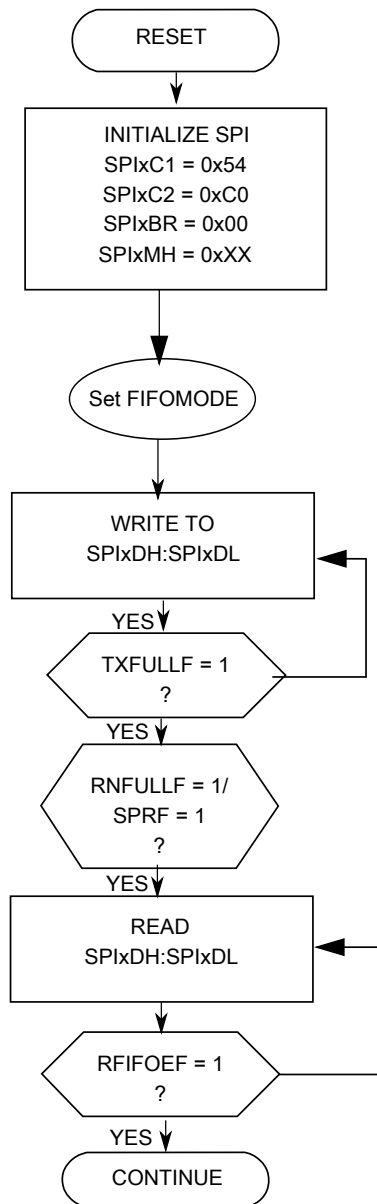 RESET
INITIALIZE SPI
SPIxC1 = 0x54
SPIxC2 = 0xC0
SPIxBR = 0x00
SPIxMH = 0xXX
Set FIFOMODE
WRITE TO
SPIxDH:SPIxDL
YES
TXFULLF = 1
?
YES
RNFULLF = 1/
SPRF = 1
?
YES
READ
SPIxDH:SPIxDL
RFIFOEF = 1
?
YES
CONTINUE